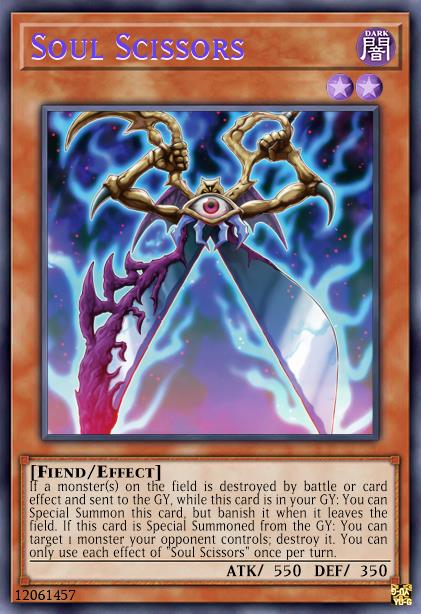 Soul Scissors
DARK
闇
[Fiend/Effect]
If a monster(s) on the field is destroyed by battle or card
effect and sent to the GY, while this card is in your GY: You can
Special Summon this card, but banish it when it leaves the
field. If this card is Special Summoned from the GY: You can
target 1 monster your opponent controls; destroy it. You can
only use each effect of "Soul Scissors" once per turn.
ATK/ 550 DEF/ 350
12061457